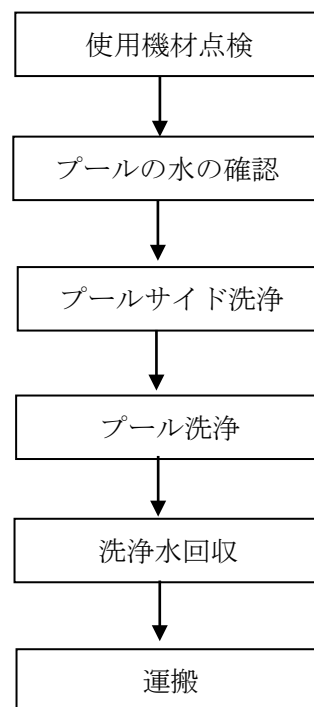 使用機材点検
プールの水の確認
プールサイド洗浄
プール洗浄
洗浄水回収
運搬